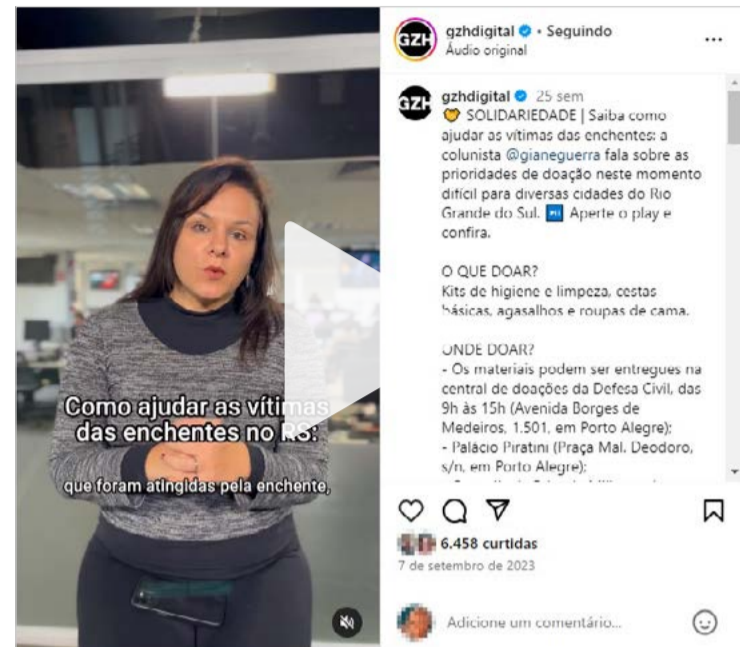 Como ajudar as vítimas
das enchentes no RS:
que foram atingidas pela enchente,
GZH
gzhdigital • Seguindo
Áudio original
GZH
gzhdigital 25 sem
SOLIDARIEDADE | Saiba como
ajudar as vítimas das enchentes: a
colunista @gianeguerra fala sobre as
prioridades de doação neste momento
difícil para diversas cidades do Rio
Grande do Sul. Aperte o play e
confira.
O QUE DOAR?
Kits de higiene e limpeza, cestas
básicas, agasalhos e roupas de cama.
ONDE DOAR?
- Os materiais podem ser entregues na
central de doações da Defesa Civil, das
9h às 15h (Avenida Borges de
Medeiros, 1.501, em Porto Alegre);
- Palácio Piratini (Praça Mal. Deodoro,
s/n, em Porto Alegre);
6.458 curtidas
7 de setembro de 2023
Adicione um comentário...